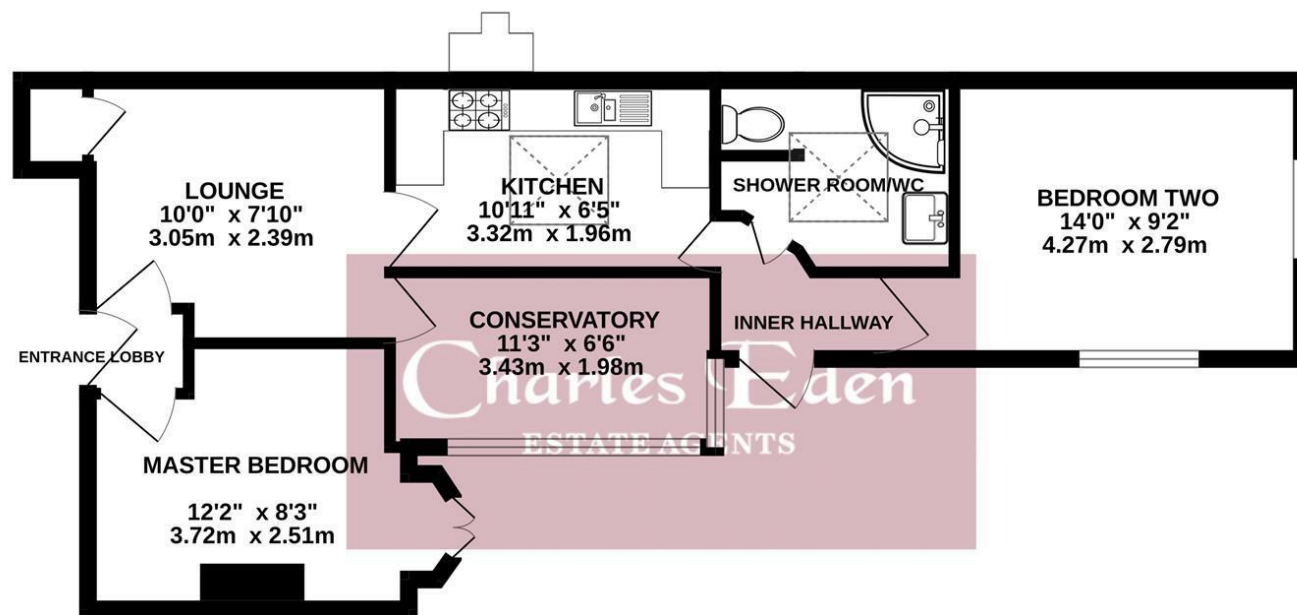 LOUNGE
10'0" x 7'10"
3.05m x 2.39m
KITCHEN
10'11" x 6'5"
3.32m x 1.96m
SHOWER ROOM/WC
BEDROOM TWO
14'0" x 9'2"
4.27m x 2.79m
ENTRANCE LOBBY
CONSERVATORY
11'3" x 6'6"
3.43m x 1.98m
INNER HALLWAY
Charles Eden
ESTATE AGENTS
MASTER BEDROOM
12'2" x 8'3"
3.72m x 2.51m